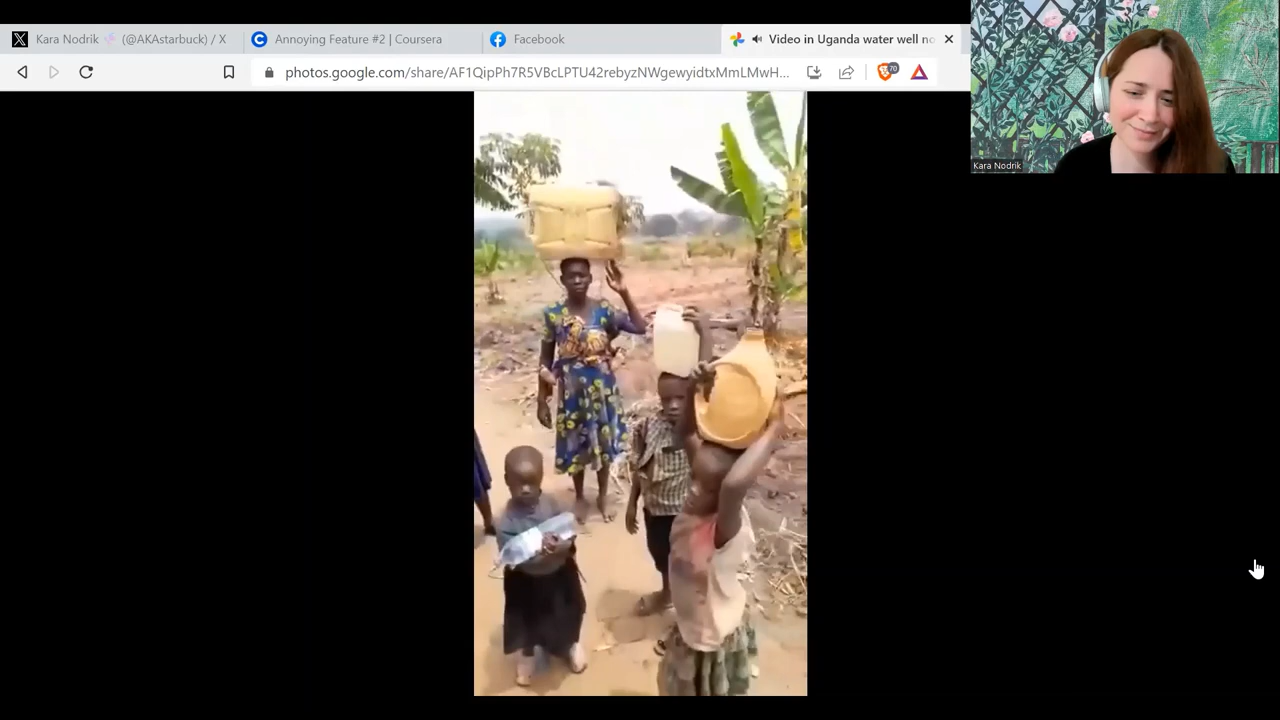 Kara Nodrik (@AKAstarbuck) / X
Annoying Feature #2 | Coursera
Facebook
Video in Uganda water well no
photos.google.com/share/AF1QipPh7R5VBcLPTU42rebyzNWgewyidtxMmLMwH...
70
Kara Nodrik